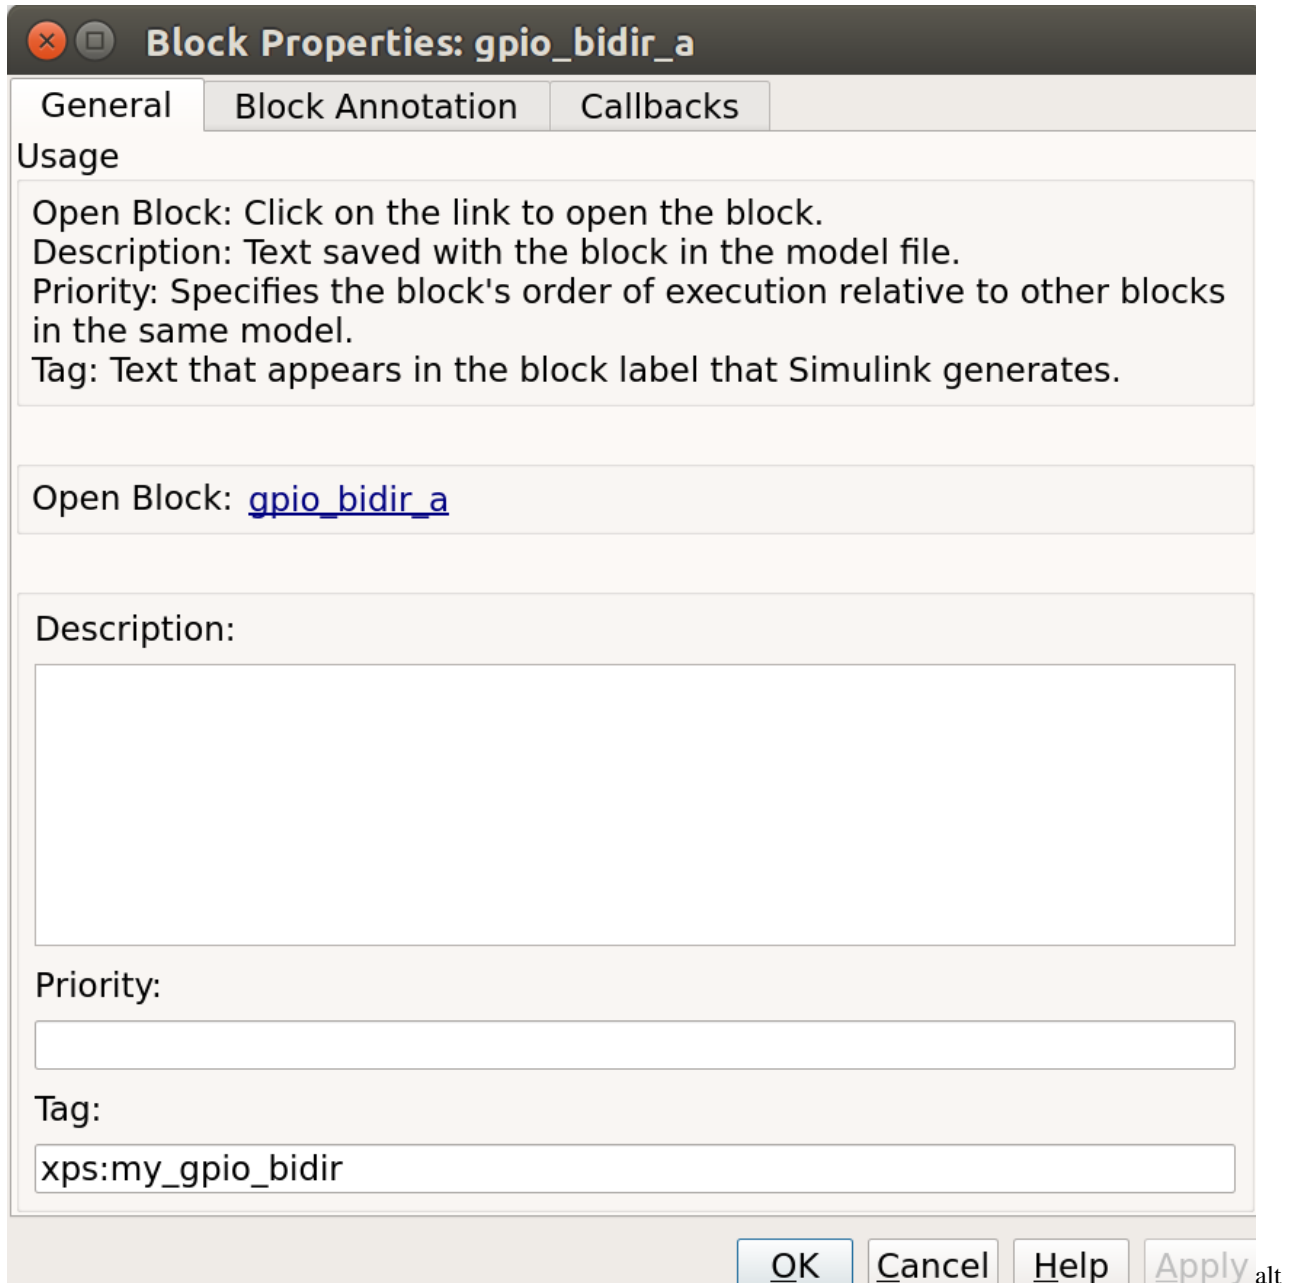 Block Properties: gpio_bidir_a
General Block Annotation Callbacks
Usage
Open Block: Click on the link to open the block.
Description: Text saved with the block in the model file.
Priority: Specifies the block's order of execution relative to other blocks
in the same model.
Tag: Text that appears in the block label that Simulink generates.
Open Block: gpio_bidir_a
Description:
Priority:
Tag:
xps:my_gpio_bidir
OK Cancel Help Apply alt